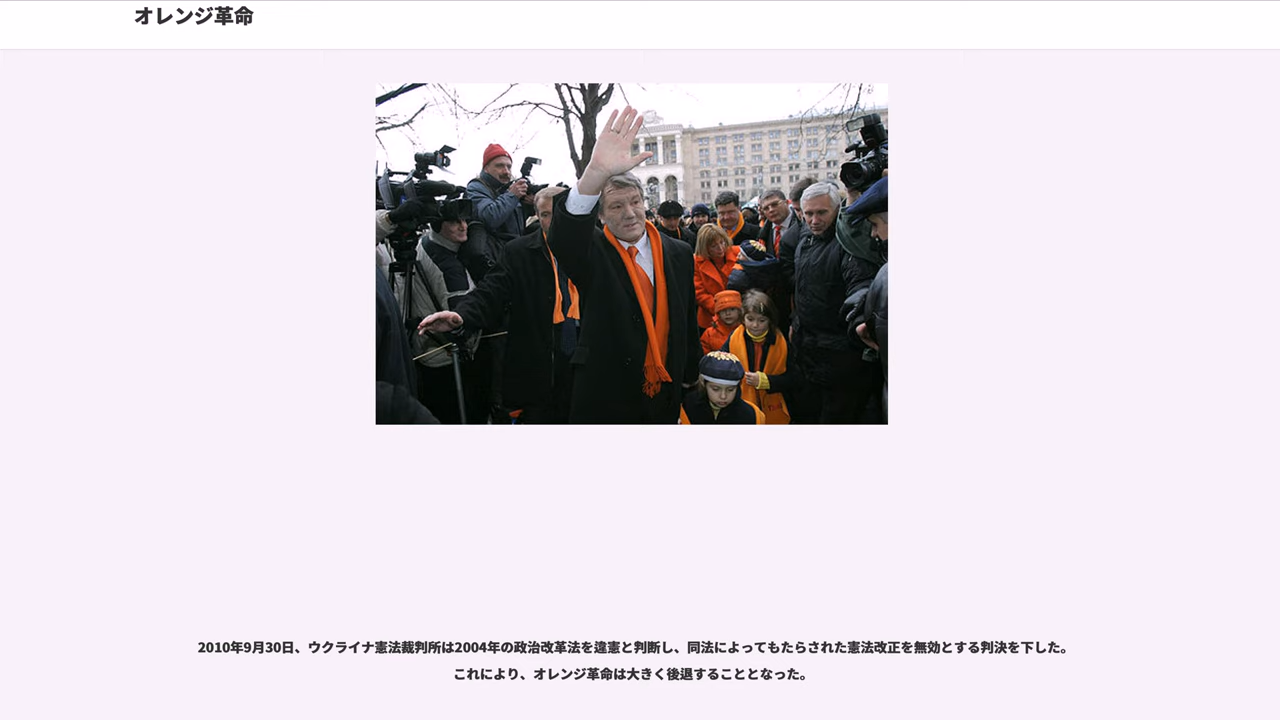 オレンジ革命
2010年9月30日、ウクライナ憲法裁判所は2004年の政治改革法を違憲と判断し、同法によってもたらされた憲法改正を無効とする判決を下した。
これにより、オレンジ革命は大きく後退することとなった。